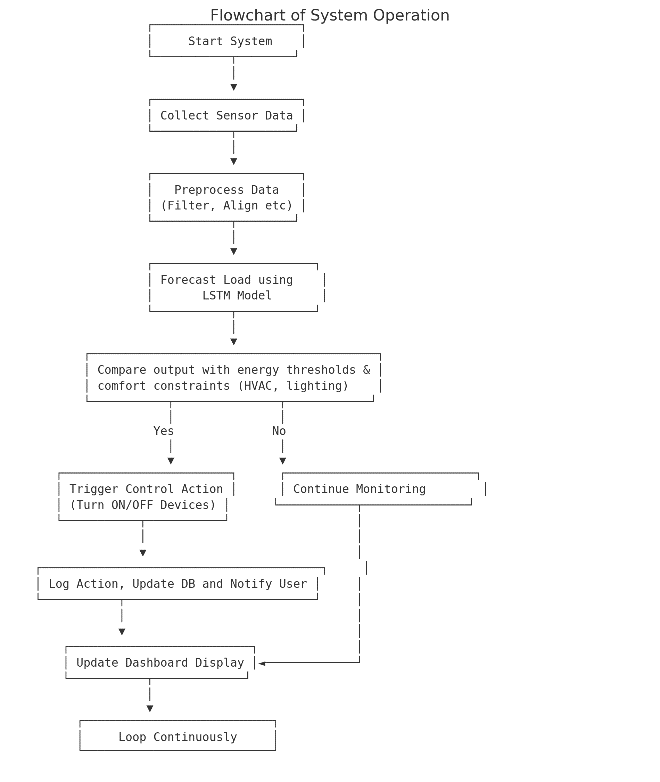 Flowchart of System Operation
Start System
Collect Sensor Data
Preprocess Data
(Filter, Align etc)
Forecast Load using
LSTM Model
Compare output with energy thresholds &
comfort constraints (HVAC, lighting)
Yes
No
Trigger Control Action
(Turn ON/OFF Devices)
Continue Monitoring
Log Action, Update DB and Notify User
Update Dashboard Display
Loop Continuously